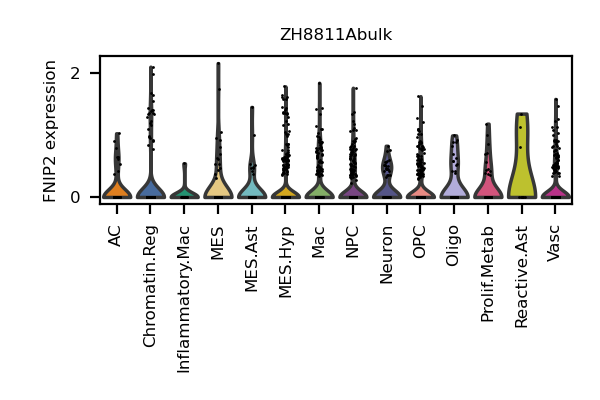 ZH8811Abulk
FNIP2 expression
2
0
AC
Chromatin.Reg
Inflammatory.Mac
MES
MES.Ast
MES.Hyp
Mac
NPC
Neuron
OPC
Oligo
Prolif.Metab
Reactive.Ast
Vasc